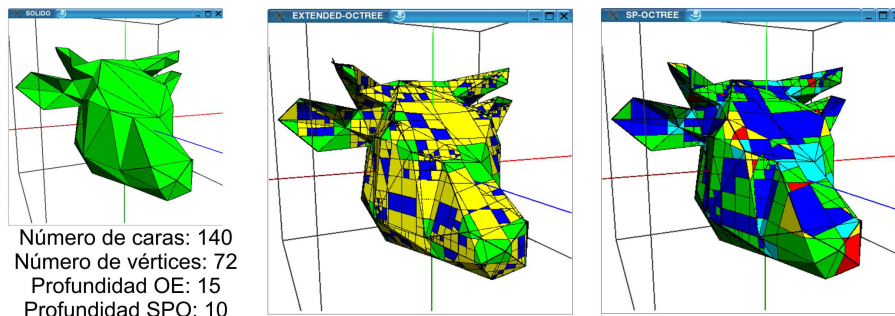 SOLIDO
EXTENDED-OCTREE
SP-OCTREE
Número de caras: 140
Número de vértices: 72
Profundidad OE: 15
Profundidad SPO: 10